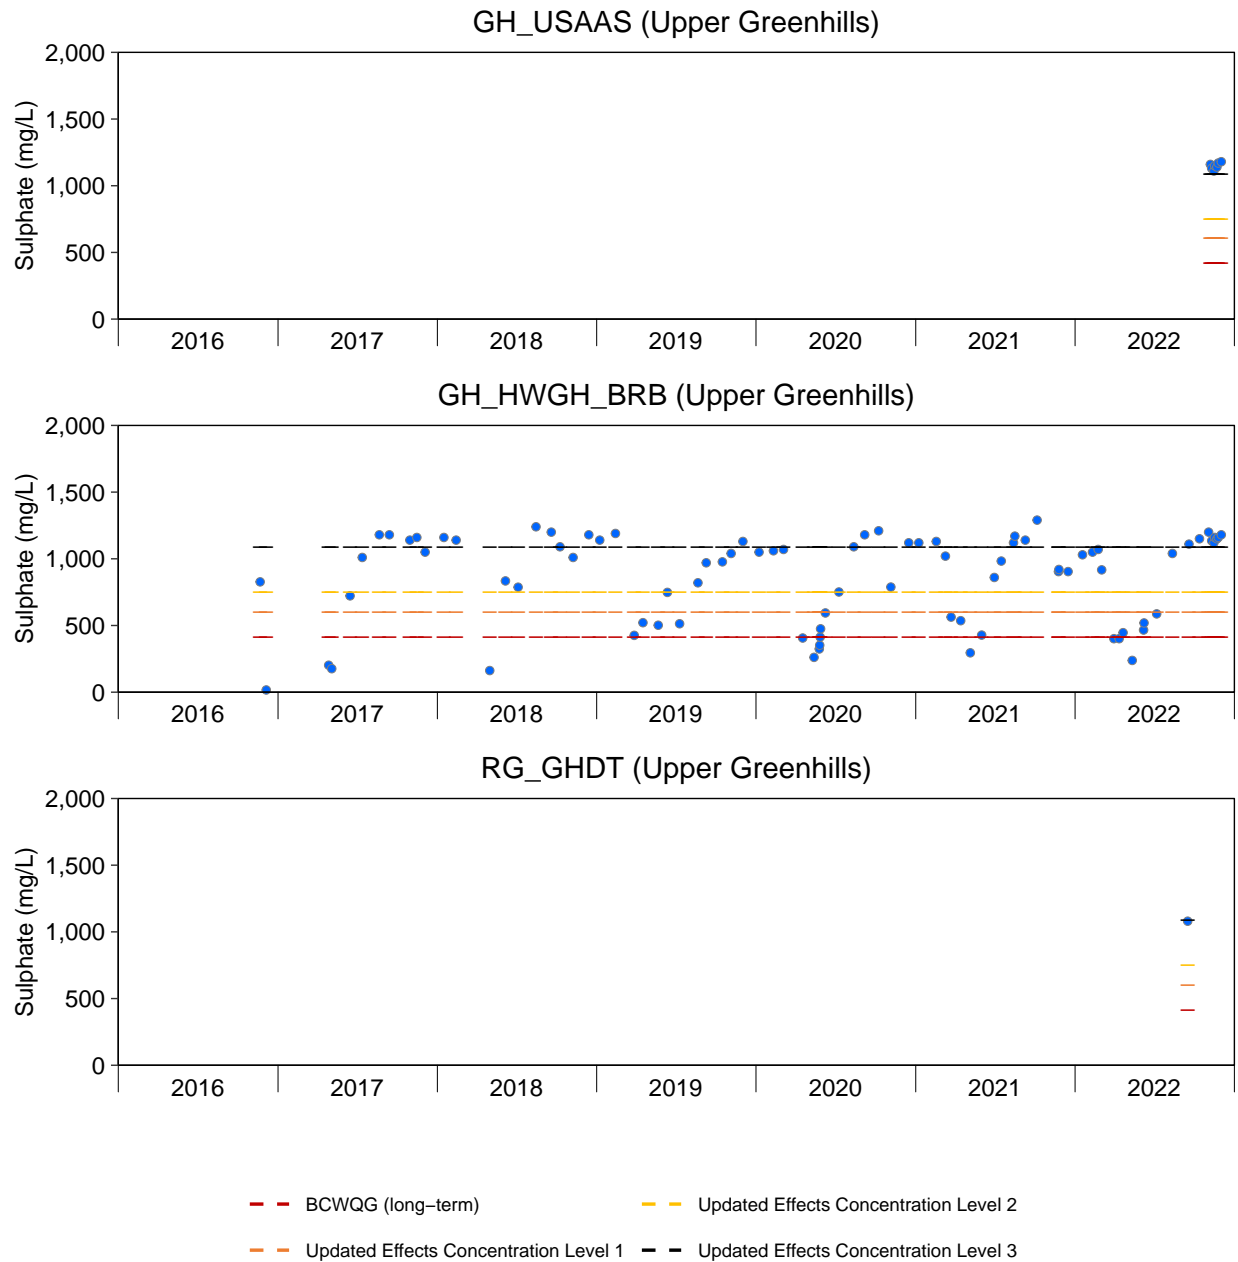 GH_USAAS (Upper Greenhills)
Sulphate (mg/L)
2,000
1,500
1,000
500
0
2016 2017 2018 2019 2020 2021 2022
GH_HWGH_BRB (Upper Greenhills)
Sulphate (mg/L)
2,000
1,500
1,000
500
0
2016 2017 2018 2019 2020 2021 2022
RG_GHDT (Upper Greenhills)
Sulphate (mg/L)
2,000
1,500
1,000
500
0
2016 2017 2018 2019 2020 2021 2022
BCWQG (long−term)
Updated Effects Concentration Level 2
Updated Effects Concentration Level 1
Updated Effects Concentration Level 3